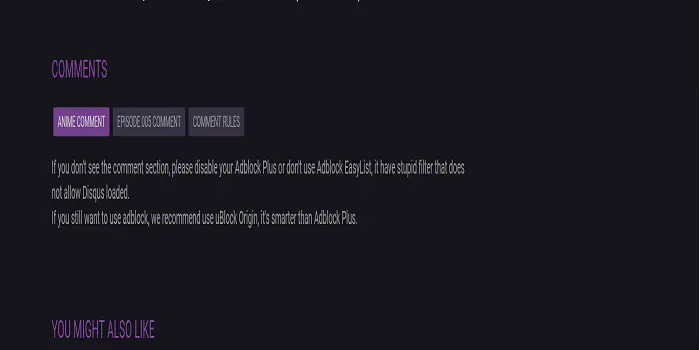 COMMENTS
ANIME COMMENT EPISODE 005 COMMENT COMMENT RULES
If you don't see the comment section, please disable your Adblock Plus or don't use Adblock EasyList, it have stupid filter that does
not allow Disqus loaded.
If you still want to use adblock, we recommend use uBlock Origin, it's smarter than Adblock Plus.
YOU MIGHT ALSO LIKE